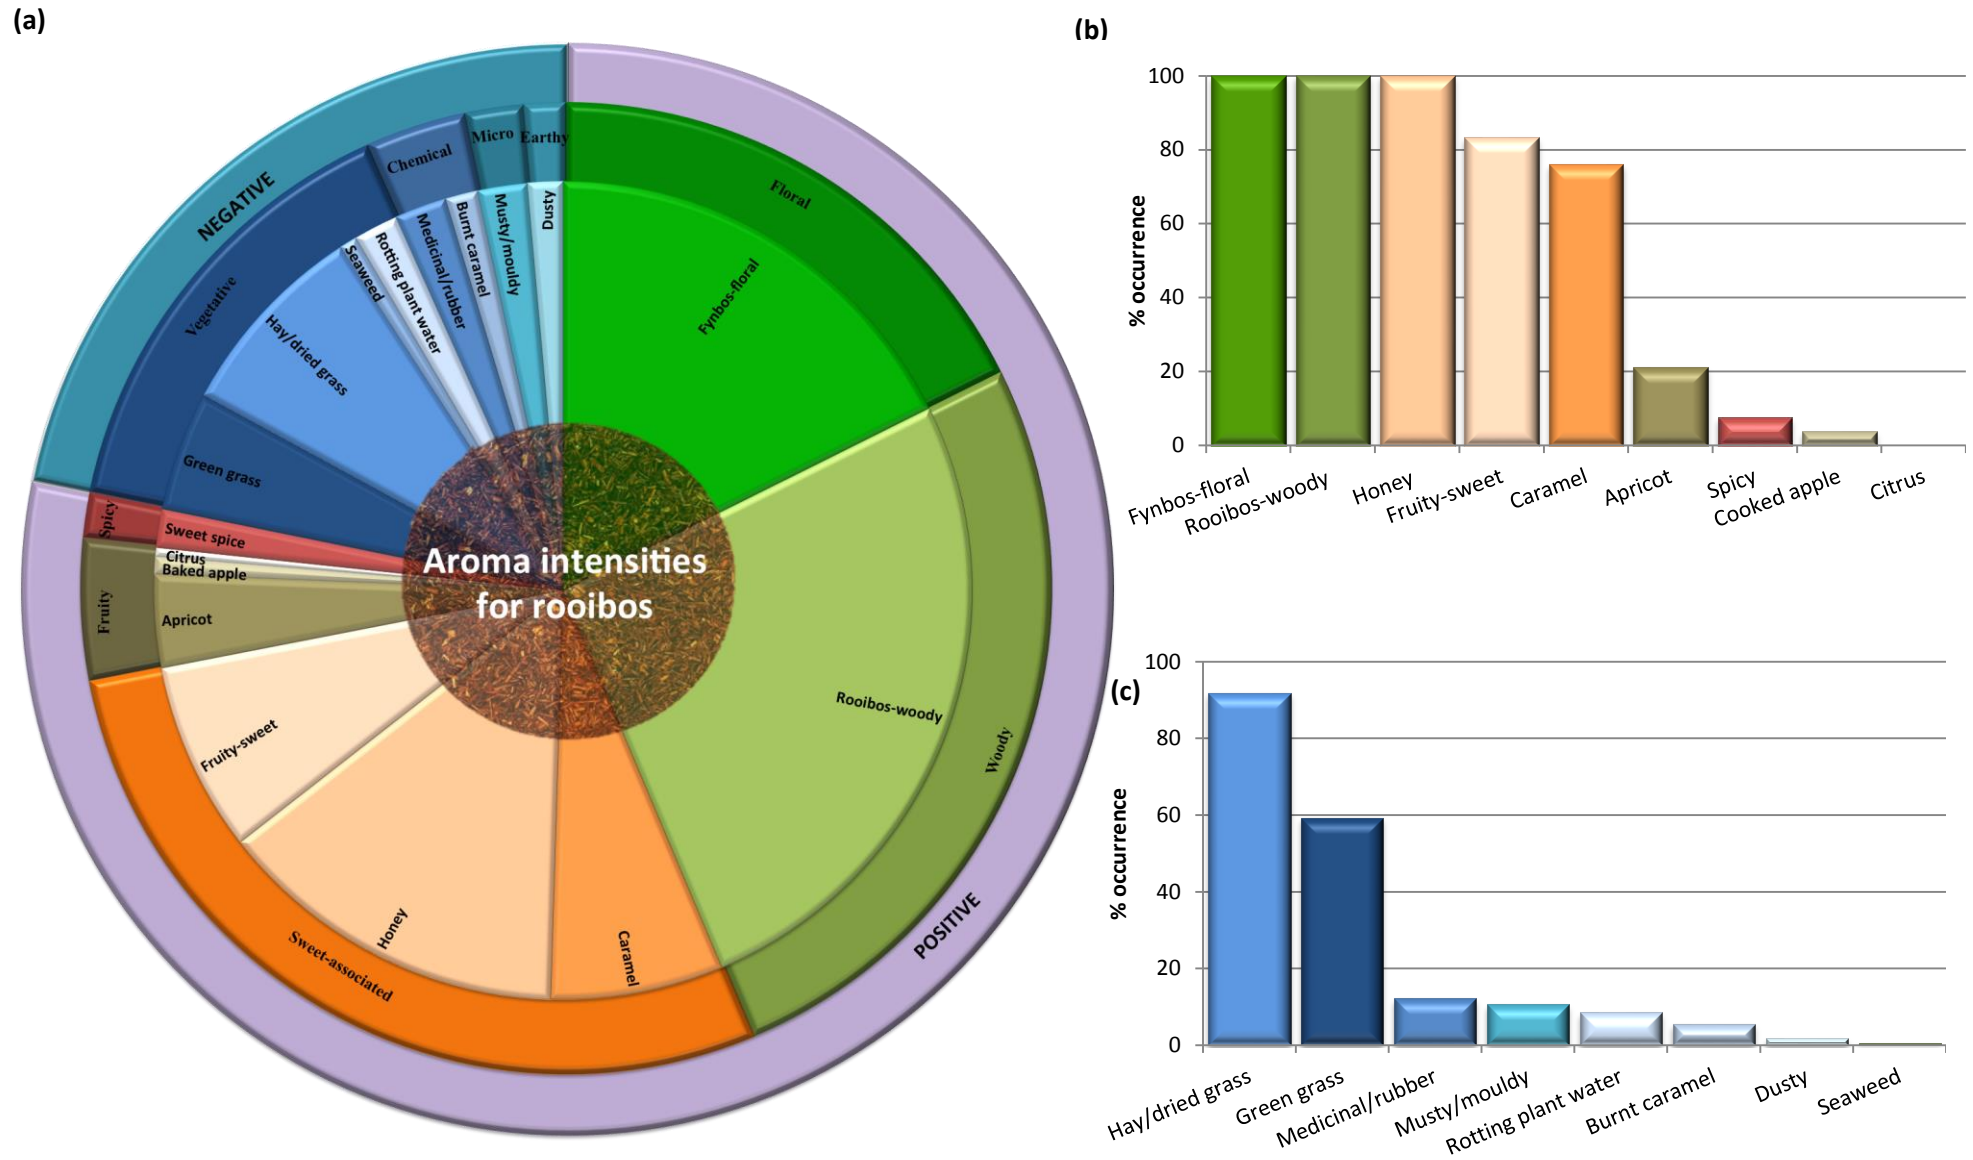 (a)
NEGATIVE
POSITIVE
Floral
Woody
Sweet-associated
Fruity
Spicy
Vegetative
Chemical
Micro
Earthy
Fynbos-floral
Rooibos-woody
Caramel
Honey
Fruity-sweet
Apricot
Baked apple
Citrus
Sweet spice
Green grass
Hay/dried grass
Seaweed
Rotting plant water
Medicinal/rubber
Burnt caramel
Musty/mouldy
Dusty
Aroma intensities
for rooibos
(b)
% occurrence
100
80
60
40
20
0
Fynbos-floral
Rooibos-woody
Honey
Fruity-sweet
Caramel
Apricot
Spicy
Cooked apple
Citrus
(c)
% occurrence
100
80
60
40
20
0
Hay/dried grass
Green grass
Medicinal/rubber
Musty/mouldy
Rotting plant water
Burnt caramel
Dusty
Seaweed